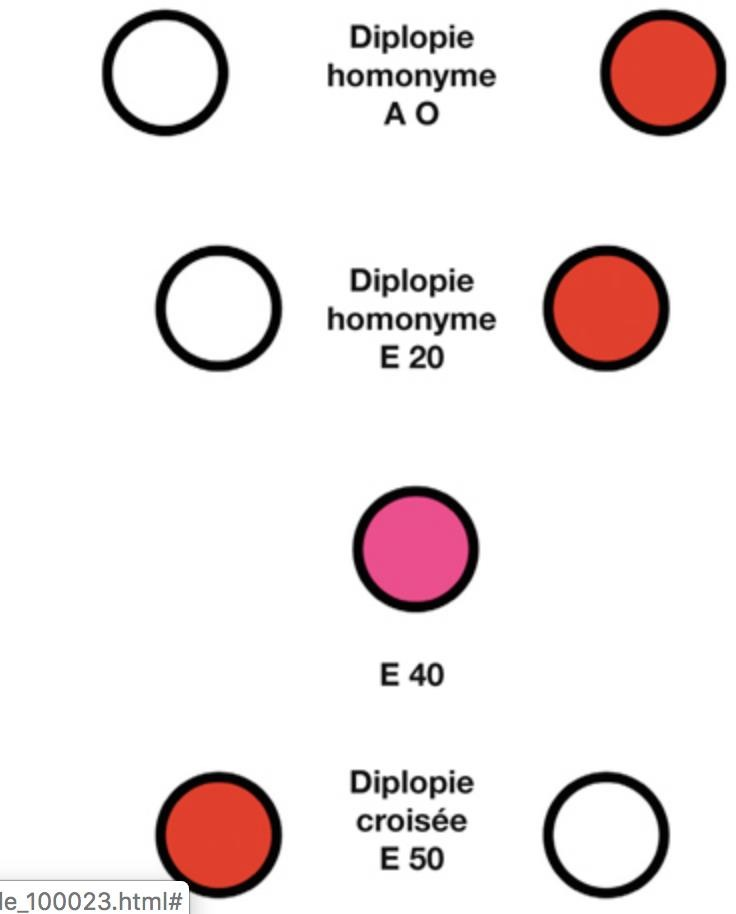 Diplopie
homonyme
A O
Diplopie
homonyme
E 20
E 40
Diplopie
croisée
E 50
le_100023.html#